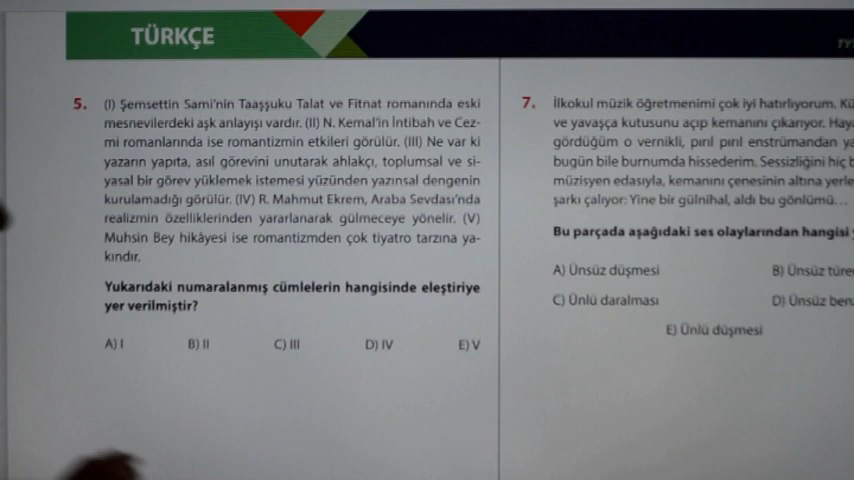 TÜRKÇE
5. (I) Şemsettin Sami'nin Taaşşuku Talat ve Fitnat romanında eski
mesnevilerdeki aşk anlayışı vardır. (II) N. Kemal'in İntibah ve Cez-
mi romanlarında ise romantizmin etkileri görülür. (III) Ne var ki
yazarın yapıta, asıl görevini unutarak ahlakçı, toplumsal ve si-
yasal bir görev yüklemek istemesi yüzünden yazınsal dengenin
kurulamadığı görülür. (IV) R. Mahmut Ekrem, Araba Sevdası'nda
realizmin özelliklerinden yararlanarak gülmeceye yönelir. (V)
Muhsin Bey hikâyesi ise romantizmden çok tiyatro tarzına ya-
kındır.
Yukarıdaki numaralanmış cümlelerin hangisinde eleştiriye
yer verilmiştir?
A) I B) II C) III D) IV E) V
7. İlkokul müzik öğretmenimi çok iyi hatırlıyorum.
ve yavaşça kutusunu açıp kemanını çıkarıyor.
gördüğüm o vernikli, pırıl pırıl enstrümandan
bugün bile burnumda hissederim. Sessizliğini hiç
müzisyen edasıyla, kemanını çenesinin altına
şarkı çalıyor: Yine bir gülnihal, aldı bu gönlümü...
Bu parçada aşağıdaki ses olaylarından hangisi
A) Ünsüz düşmesi B) Ünsüz
C) Ünlü daralması D) Ünsüz
E) Ünlü düşmesi